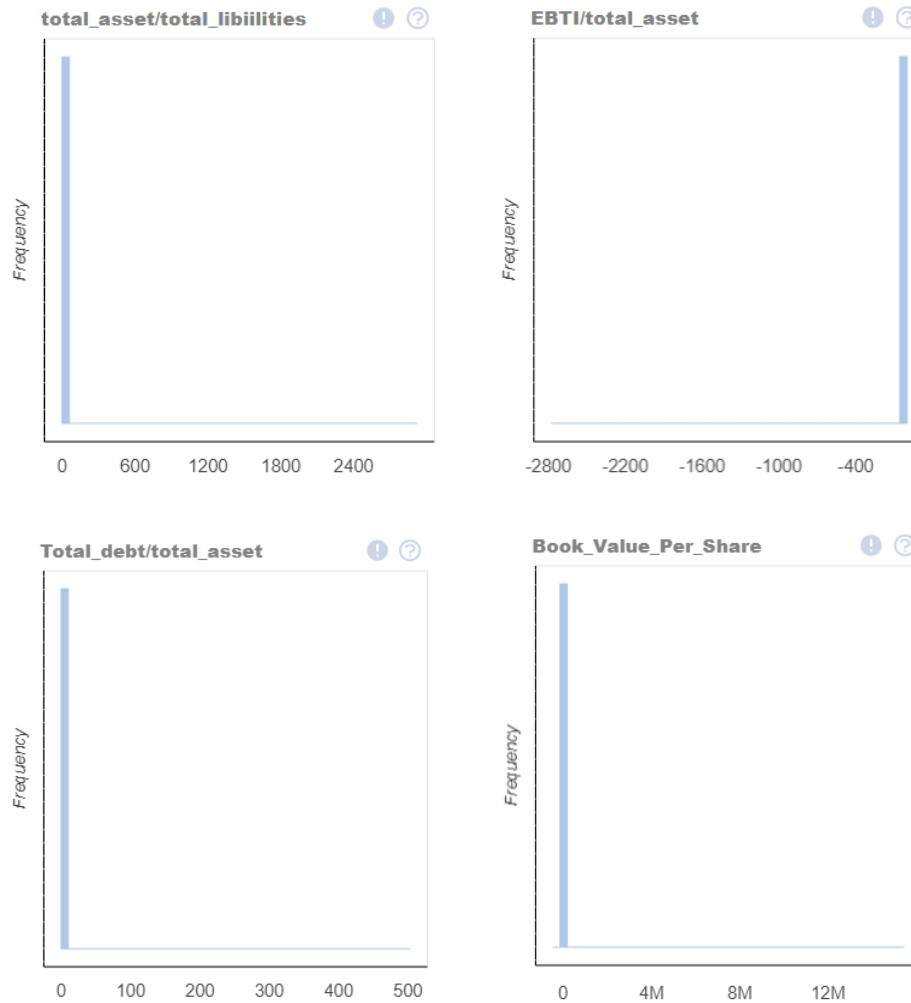 total_asset/total_libiilities ! ?
EBTI/total_asset ! ?
Frequency
Frequency
0 600 1200 1800 2400
-2800 -2200 -1600 -1000 -400
Total_debt/total_asset ! ?
Book_Value_Per_Share ! ?
Frequency
Frequency
0 100 200 300 400 500
0 4M 8M 12M